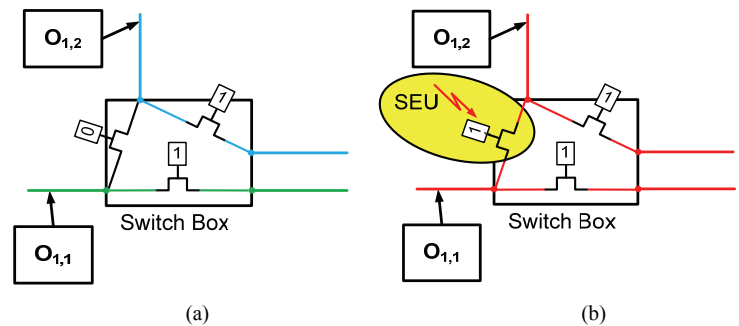 O1,2
1
0
1
Switch Box
O1,1
(a)
O1,2
SEU
1
1
1
Switch Box
O1,1
(b)